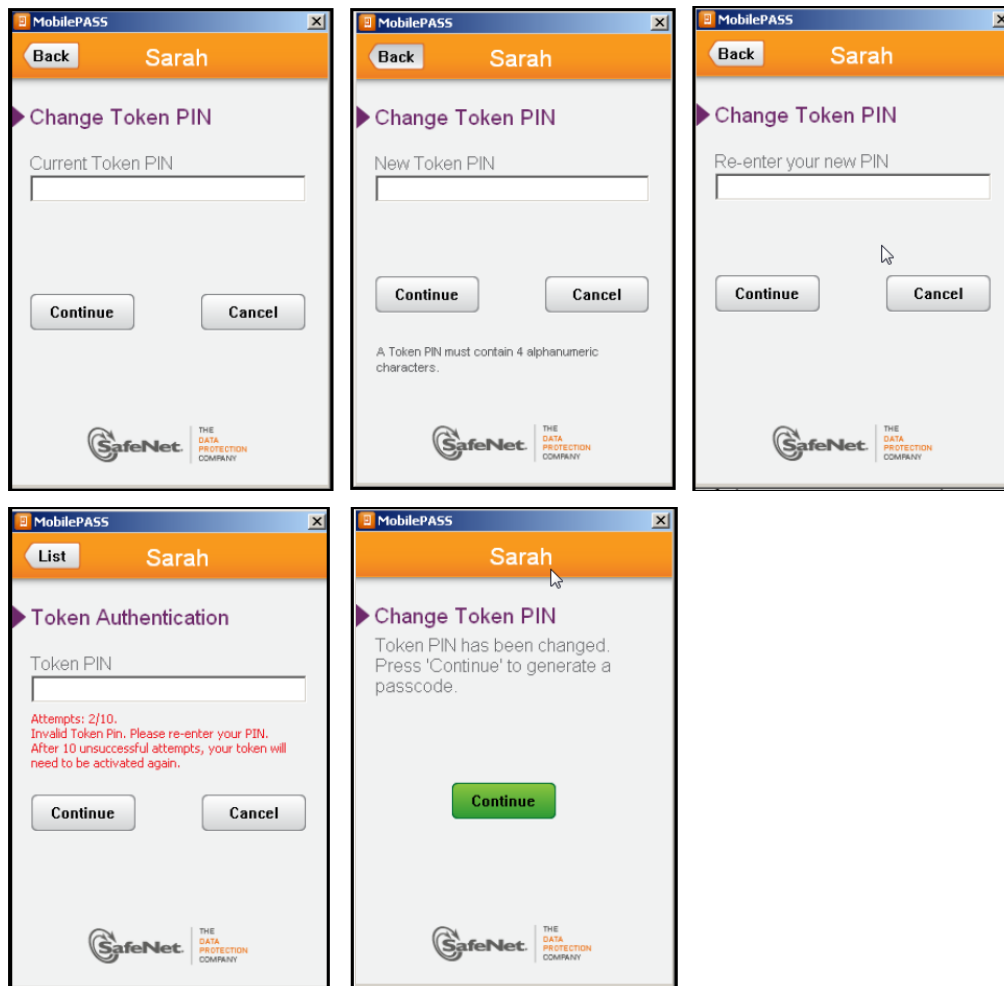 MobilePASS
Back
Sarah
Change Token PIN
Current Token PIN
Continue
Cancel
SafeNet.
THE
DATA
PROTECTION
COMPANY
MobilePASS
Back
Sarah
Change Token PIN
New Token PIN
Continue
Cancel
A Token PIN must contain 4 alphanumeric
characters.
SafeNet.
THE
DATA
PROTECTION
COMPANY
MobilePASS
Back
Sarah
Change Token PIN
Re-enter your new PIN
Continue
Cancel
SafeNet.
THE
DATA
PROTECTION
COMPANY
MobilePASS
List
Sarah
Token Authentication
Token PIN
Attempts: 2/10.
Invalid Token Pin. Please re-enter your PIN.
After 10 unsuccessful attempts, your token will
need to be activated again.
Continue
Cancel
SafeNet.
THE
DATA
PROTECTION
COMPANY
MobilePASS
Sarah
Change Token PIN
Token PIN has been changed.
Press 'Continue' to generate a
passcode.
Continue
SafeNet.
THE
DATA
PROTECTION
COMPANY